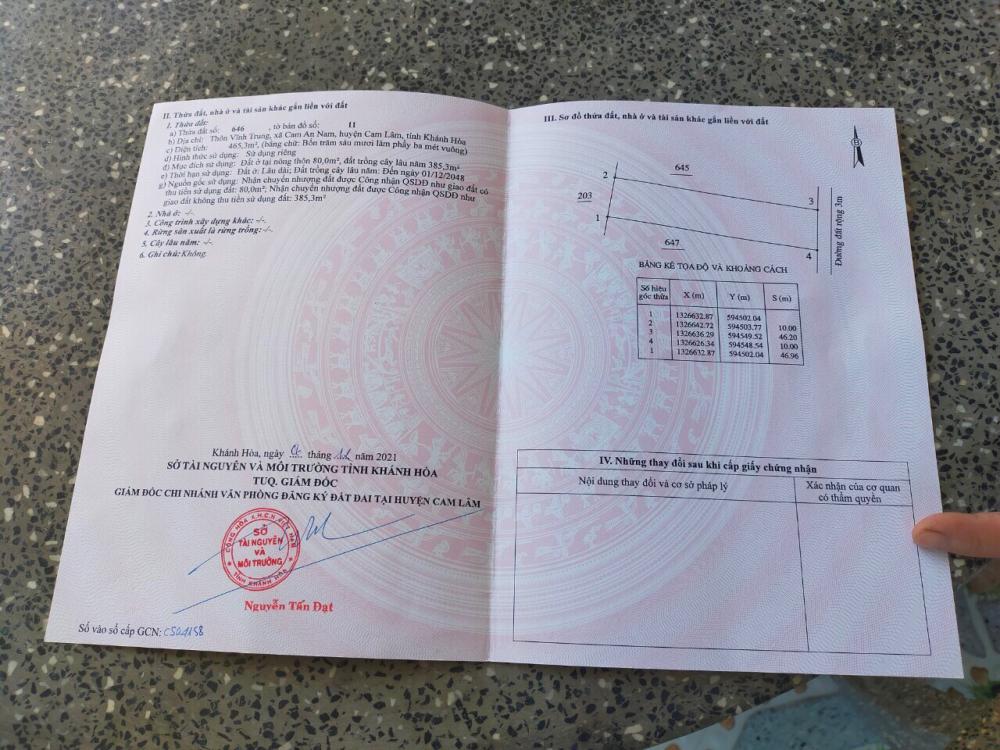 II. Thửa đất, nhà ở và tài sản khác gắn liền với đất
1. Thửa đất:
a) Thửa đất số: 646 , tờ bản đồ số: 11
b) Địa chỉ: Thôn Vĩnh Trung, xã Cam An Nam, huyện Cam Lâm, tỉnh Khánh Hòa
c) Diện tích: 465,3m², (bằng chữ: Bốn trăm sáu mươi lăm phẩy ba mét vuông)
d) Hình thức sử dụng: Sử dụng riêng
đ) Mục đích sử dụng: Đất ở tại nông thôn 80,0m², đất trồng cây lâu năm 385,3m²
e) Thời hạn sử dụng: Đất ở: Lâu dài; Đất trồng cây lâu năm: Đến ngày 01/12/2048
g) Nguồn gốc sử dụng: Nhận chuyển nhượng đất được Công nhận QSDĐ như giao đất có
thu tiền sử dụng đất: 80,0m²; Nhận chuyển nhượng đất được Công nhận QSDĐ như
giao đất không thu tiền sử dụng đất: 385,3m²
2. Nhà ở: -/-.
3. Công trình xây dựng khác: -/-.
4. Rừng sản xuất là rừng trồng: -/-.
5. Cây lâu năm: -/-.
6. Ghi chú: Không.
Khánh Hòa, ngày tháng 12 năm 2021
SỞ TÀI NGUYÊN VÀ MÔI TRƯỜNG TỈNH KHÁNH HÒA
TUQ. GIÁM ĐỐC
GIÁM ĐỐC CHI NHÁNH VĂN PHÒNG ĐĂNG KÝ ĐẤT ĐAI TẠI HUYỆN CAM LÂM
CỘNG HÒA X.H.C.N VIỆT NAM
SỞ
TÀI NGUYÊN
VÀ
MÔI TRƯỜNG
TỈNH KHÁNH HÒA
Nguyễn Tấn Đạt
Số vào sổ cấp GCN:
III. Sơ đồ thửa đất, nhà ở và tài sản khác gắn liền với đất
B
645
2
203
3
1
647
4
Đường đất rộng 3m
BẢNG KÊ TỌA ĐỘ VÀ KHOẢNG CÁCH
Số hiệu góc thửa X (m) Y (m) S (m)
1 1326632.87 594502.04
10.00
2 1326642.72 594503.77
46.20
3 1326636.29 594549.52
10.00
4 1326626.34 594548.54
46.96
1 1326632.87 594502.04
IV. Những thay đổi sau khi cấp giấy chứng nhận
Nội dung thay đổi và cơ sở pháp lý
Xác nhận của cơ quan
có thẩm quyền